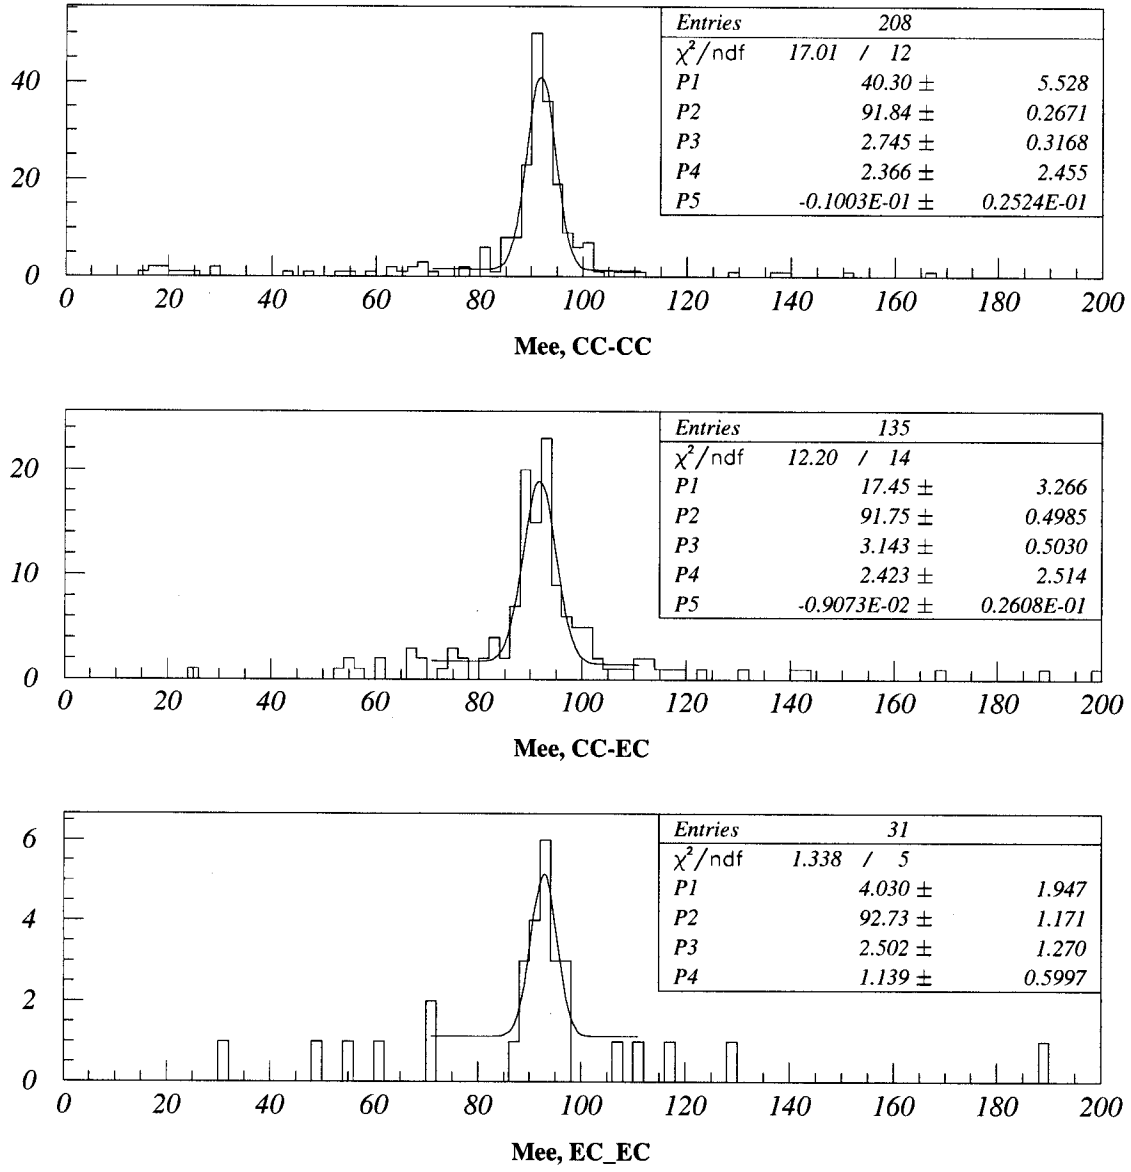 Entries 208
χ²/ndf 17.01 / 12
P1 40.30 ± 5.528
P2 91.84 ± 0.2671
P3 2.745 ± 0.3168
P4 2.366 ± 2.455
P5 -0.1003E-01 ± 0.2524E-01
40
20
0
0 20 40 60 80 100 120 140 160 180 200
Mee, CC-CC
Entries 135
χ²/ndf 12.20 / 14
P1 17.45 ± 3.266
P2 91.75 ± 0.4985
P3 3.143 ± 0.5030
P4 2.423 ± 2.514
P5 -0.9073E-02 ± 0.2608E-01
20
10
0
0 20 40 60 80 100 120 140 160 180 200
Mee, CC-EC
Entries 31
χ²/ndf 1.338 / 5
P1 4.030 ± 1.947
P2 92.73 ± 1.171
P3 2.502 ± 1.270
P4 1.139 ± 0.5997
6
4
2
0
0 20 40 60 80 100 120 140 160 180 200
Mee, EC_EC